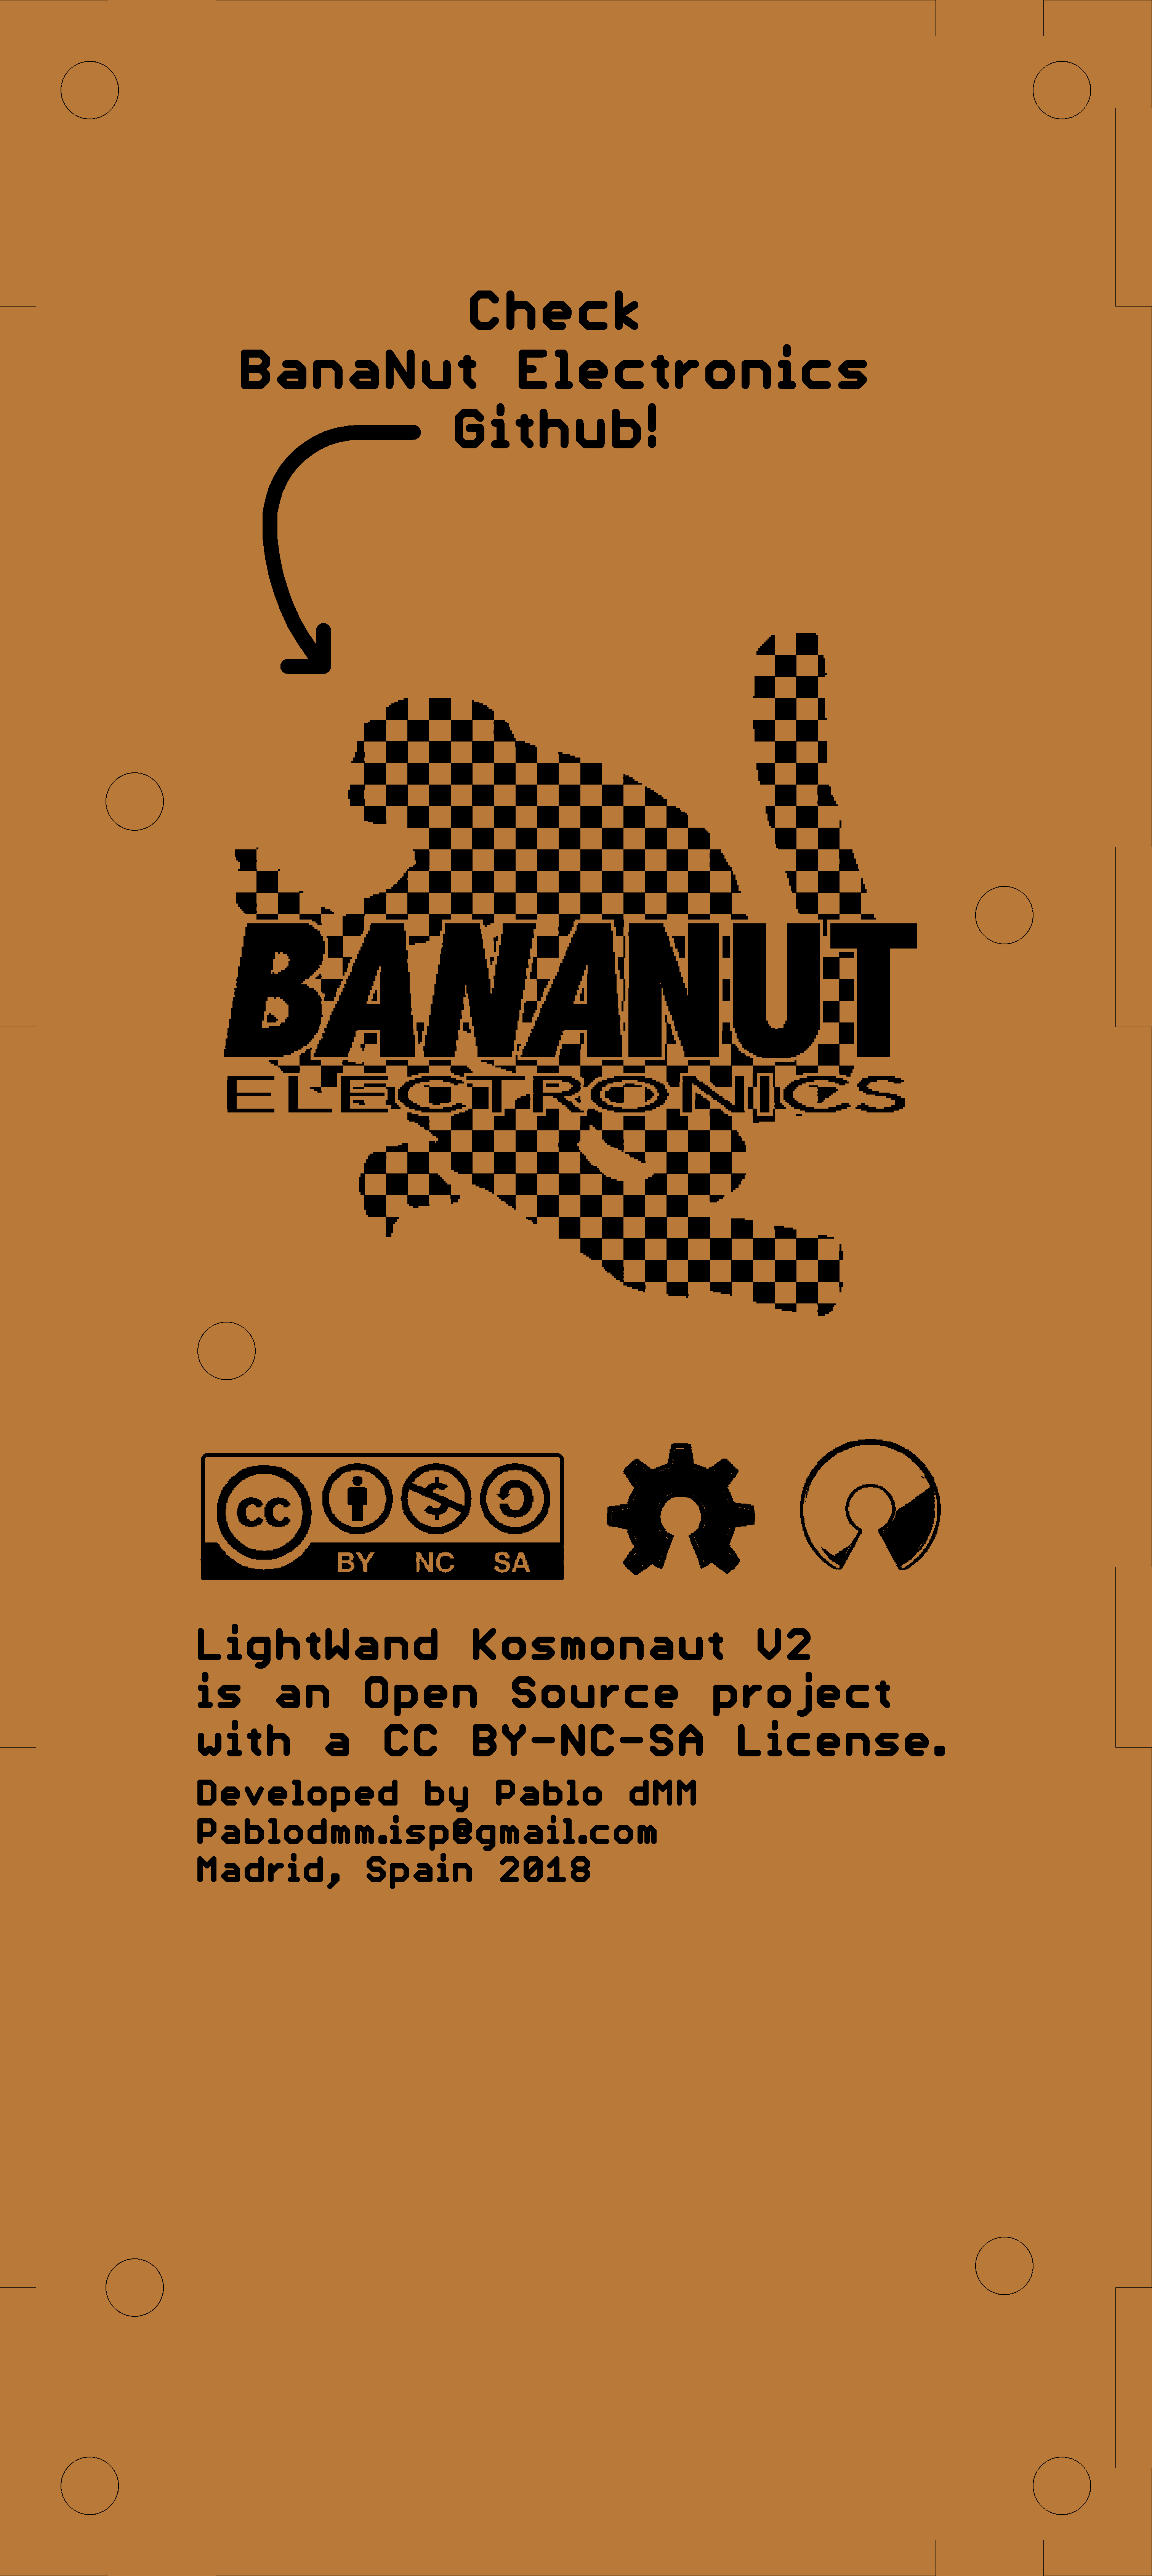 Check
BanaNut Electronics
Github!
BANANUT
ELECTRONICS
CC
BY NC SA
LightWand Kosmonaut V2
is an Open Source project
with a CC BY-NC-SA License.
Developed by Pablo dMM
Pablodmm.isp@gmail.com
Madrid, Spain 2018